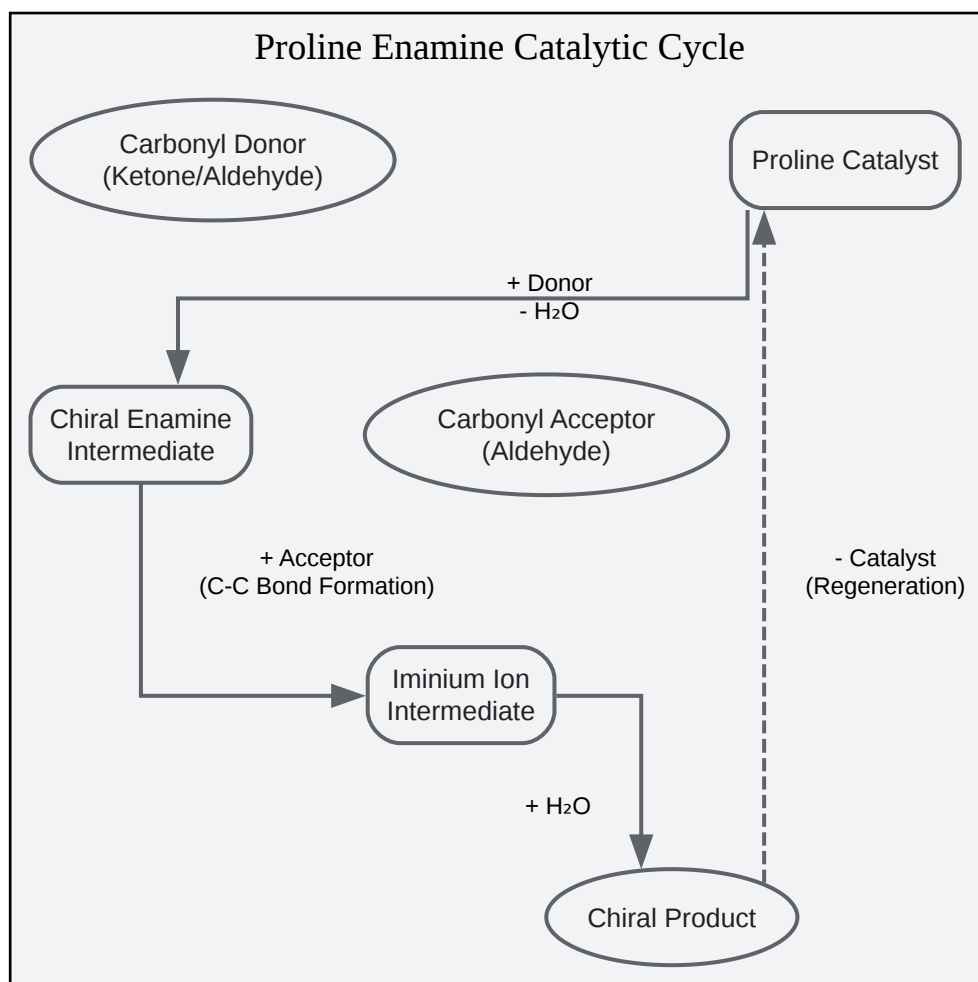 Proline Enamine Catalytic Cycle
Carbonyl Donor
(Ketone/Aldehyde)
Proline Catalyst
+ Donor
- H₂O
Chiral Enamine
Intermediate
Carbonyl Acceptor
(Aldehyde)
+ Acceptor
(C-C Bond Formation)
- Catalyst
(Regeneration)
Iminium Ion
Intermediate
+ H₂O
Chiral Product